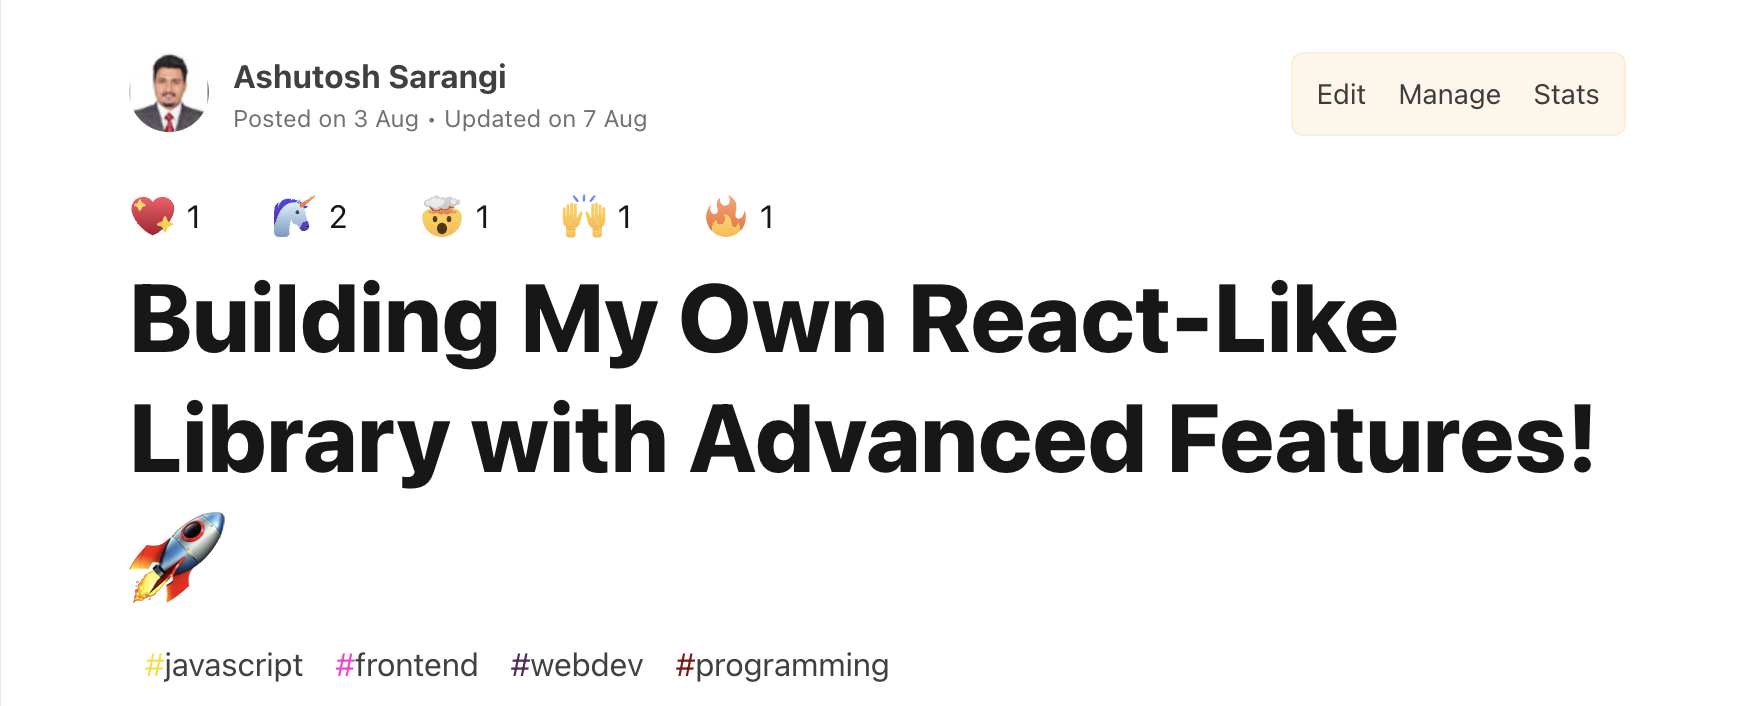 Ashutosh Sarangi
Posted on 3 Aug • Updated on 7 Aug
Edit Manage Stats
1 2 1 1 1
Building My Own React-Like
Library with Advanced Features!
#javascript #frontend #webdev #programming